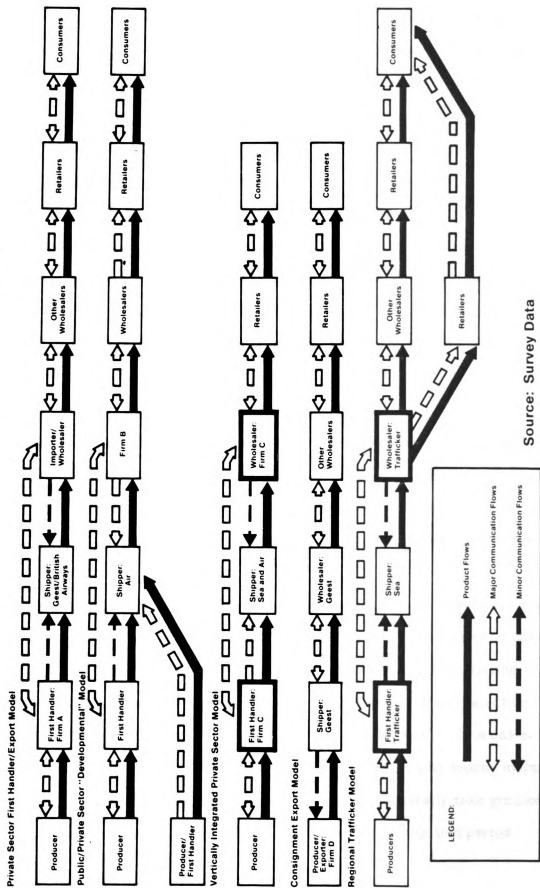 Private Sector First Handler/Export Model
Producer
First Handler:
Firm A
Shipper:
Geest/British
Airways
Importer/
Wholesaler
Other
Wholesalers
Retailers
Consumers
Public/Private Sector "Developmental" Model
Producer
First Handler
Shipper:
Air
Firm B
Wholesalers
Retailers
Consumers
Producer/
First Handler
Vertically Integrated Private Sector Model
Producer
First Handler:
Firm C
Shipper:
Sea and Air
Wholesaler:
Firm C
Retailers
Consumers
Consignment Export Model
Producer/
Exporter:
Firm D
Shipper:
Geest
Wholesaler:
Geest
Other
Wholesalers
Retailers
Consumers
Regional Trafficker Model
Producers
First Handler:
Trafficker
Shipper:
Sea
Wholesaler:
Trafficker
Other
Wholesalers
Retailers
Consumers
Retailers
LEGEND:
Product Flows
Major Communication Flows
Minor Communication Flows
Source: Survey Data